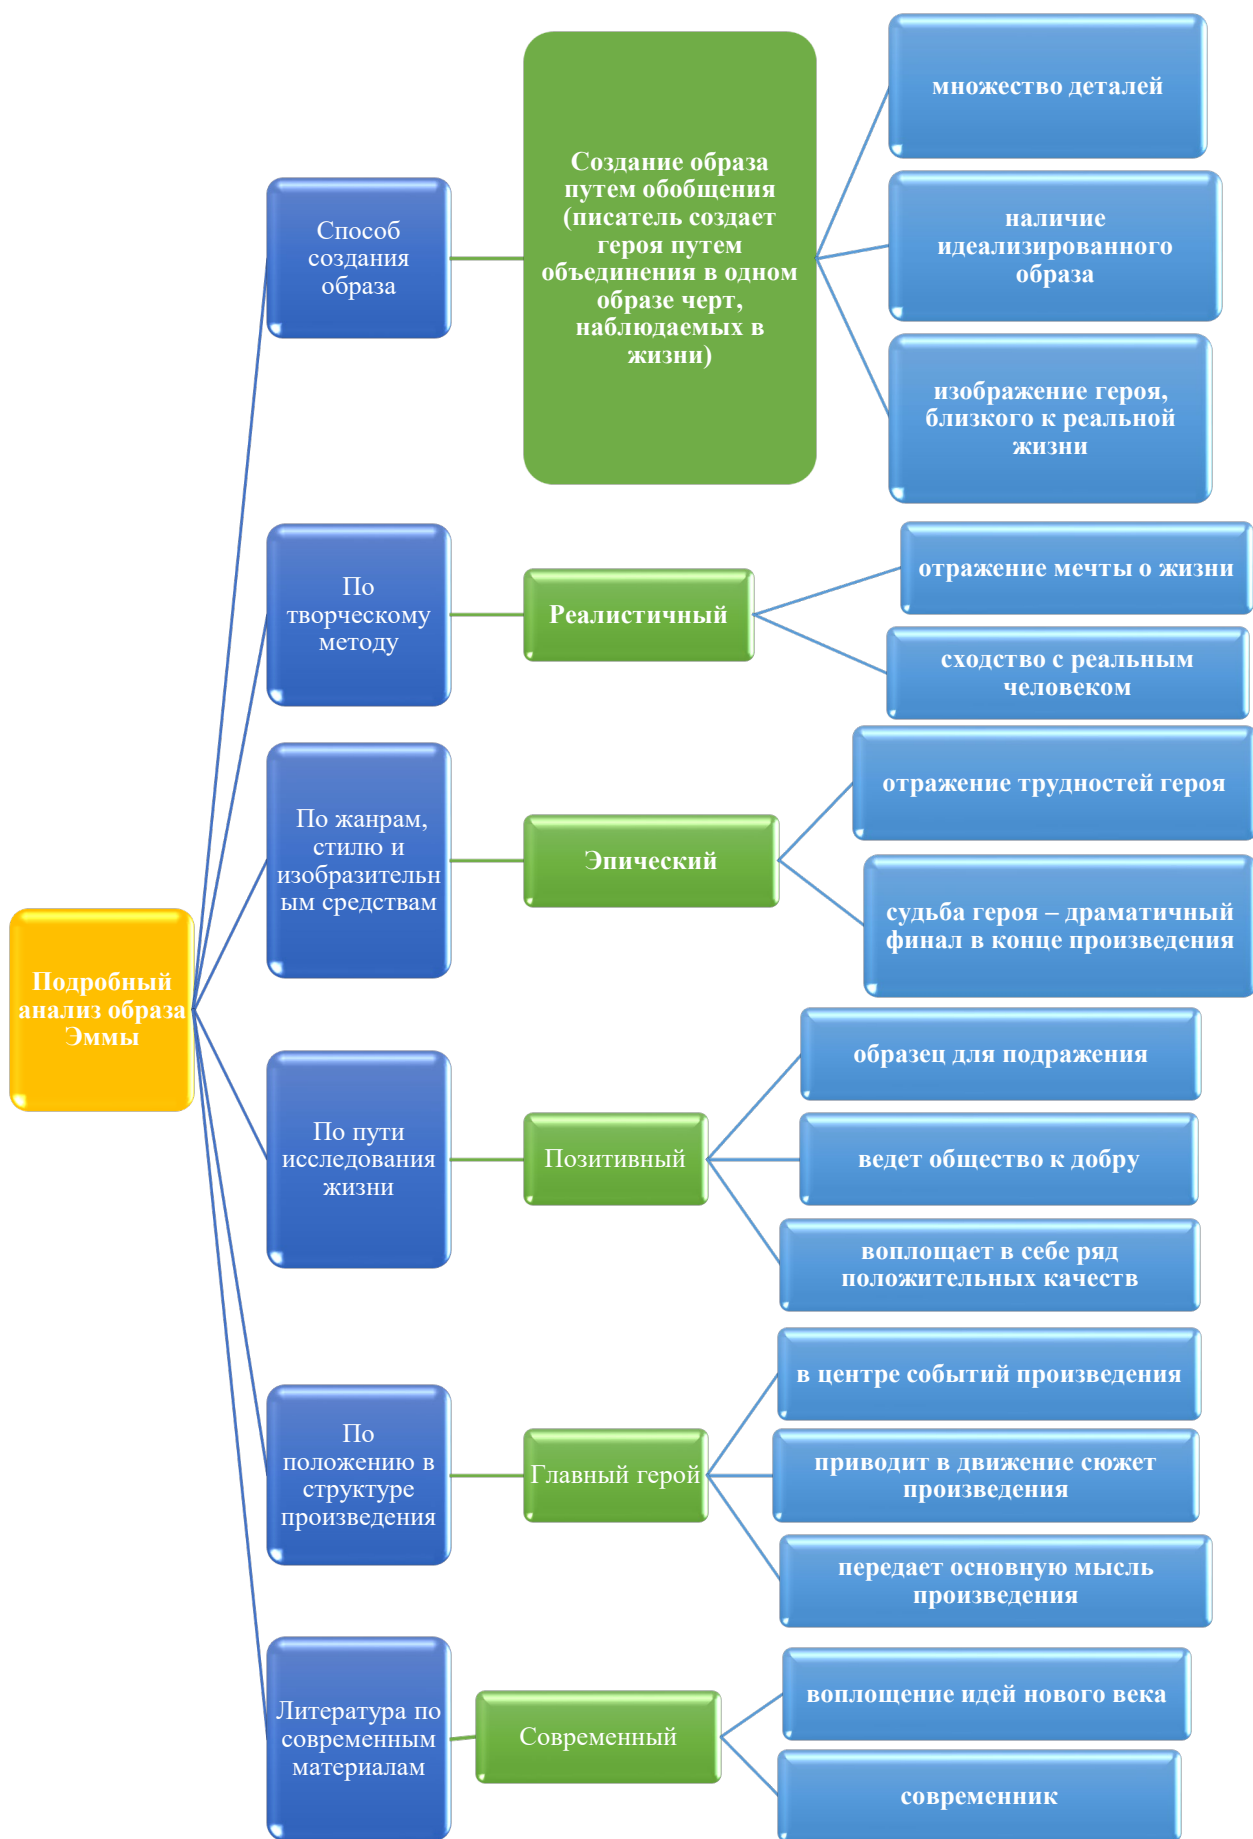 Подробный
анализ образа
Эммы
Способ
создания
образа
Создание образа
путем обобщения
(писатель создает
героя путем
объединения в одном
образе черт,
наблюдаемых в
жизни)
множество деталей
наличие
идеализированного
образа
изображение героя,
близкого к реальной
жизни
По
творческому
методу
Реалистичный
отражение мечты о жизни
сходство с реальным
человеком
По жанрам,
стилю и
изобразительн
ым средствам
Эпический
отражение трудностей героя
судьба героя – драматичный
финал в конце произведения
По пути
исследования
жизни
Позитивный
образец для подражания
ведет общество к добру
воплощает в себе ряд
положительных качеств
По
положению в
структуре
произведения
Главный герой
в центре событий произведения
приводит в движение сюжет
произведения
передает основную мысль
произведения
Литература по
современным
материалам
Современный
воплощение идей нового века
современник